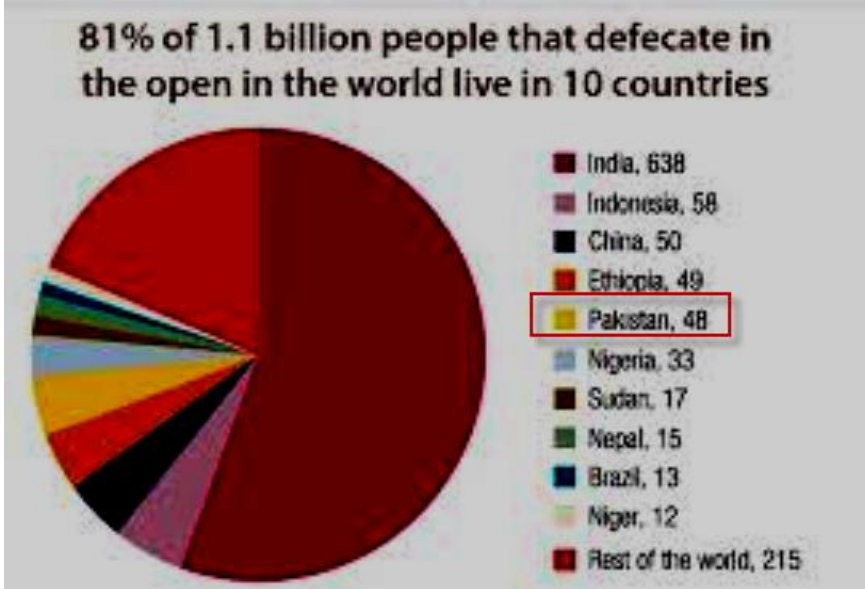 81% of 1.1 billion people that defecate in
the open in the world live in 10 countries
India, 638
Indonesia, 58
China, 50
Ethiopia, 49
Pakistan, 48
Nigeria, 33
Sudan, 17
Nepal, 15
Brazil, 13
Niger, 12
Rest of the world, 215